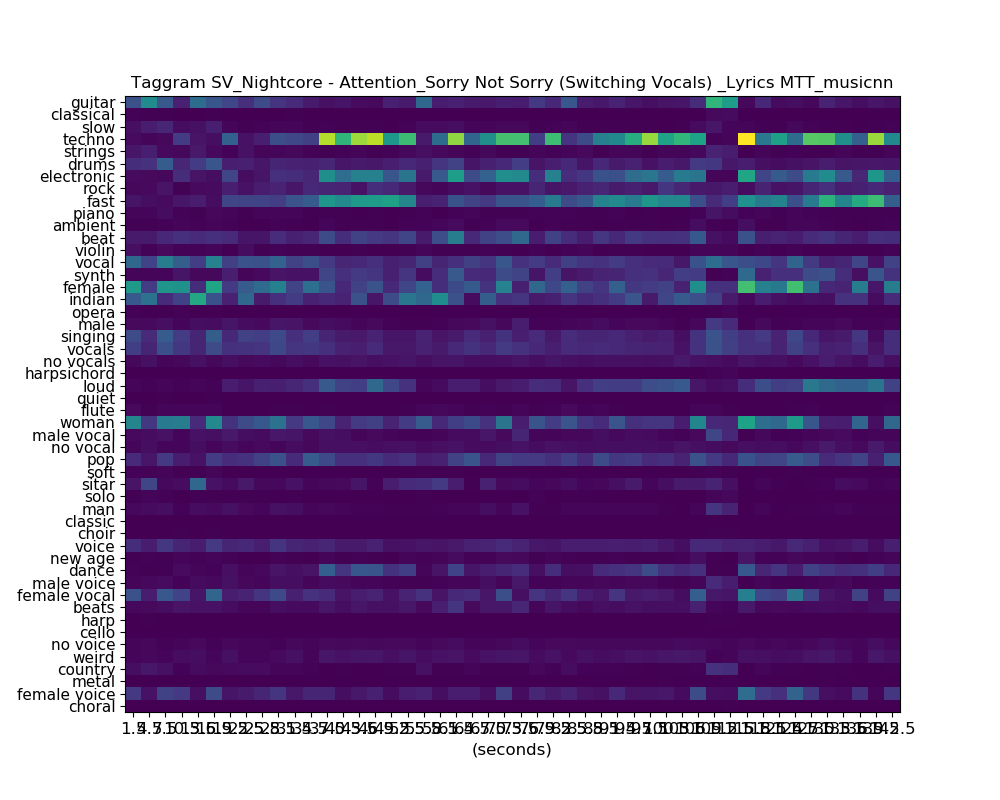 Taggram SV_Nightcore - Attention_Sorry Not Sorry (Switching Vocals) _Lyrics MTT_musicnn
guitar
classical
slow
techno
strings
drums
electronic
rock
fast
piano
ambient
beat
violin
vocal
synth
female
indian
opera
male
singing
vocals
no vocals
harpsichord
loud
quiet
flute
woman
male vocal
no vocal
pop
soft
sitar
solo
man
classic
choir
voice
new age
dance
male voice
female vocal
beats
harp
cello
no voice
weird
country
metal
female voice
choral
(seconds)